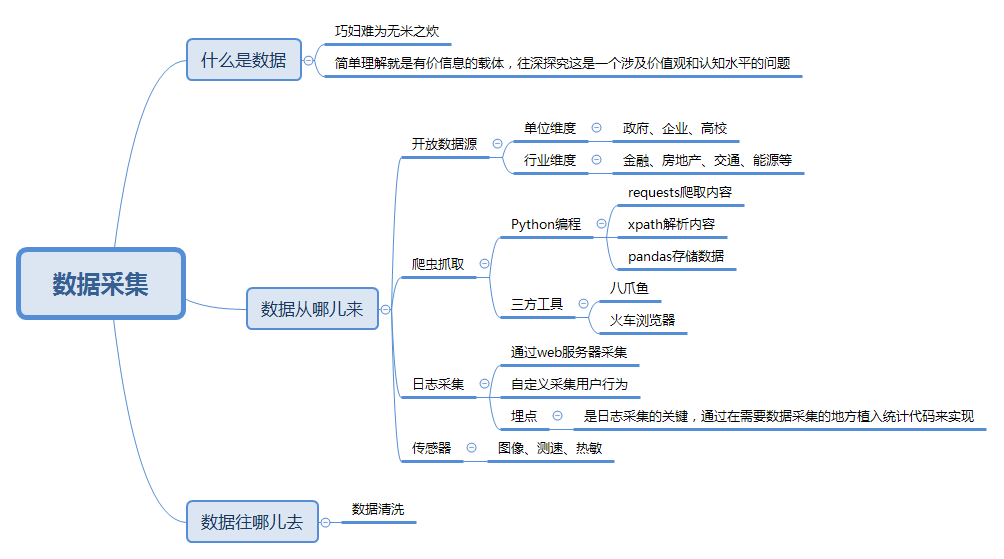 数据采集
什么是数据
巧妇难为无米之炊
简单理解就是有价信息的载体，往深探究这是一个涉及价值观和认知水平的问题
数据从哪儿来
开放数据源
单位维度
政府、企业、高校
行业维度
金融、房地产、交通、能源等
爬虫抓取
Python编程
requests爬取内容
xpath解析内容
pandas存储数据
三方工具
八爪鱼
火车浏览器
日志采集
通过web服务器采集
自定义采集用户行为
埋点
是日志采集的关键，通过在需要数据采集的地方植入统计代码来实现
传感器
图像、测速、热敏
数据往哪儿去
数据清洗